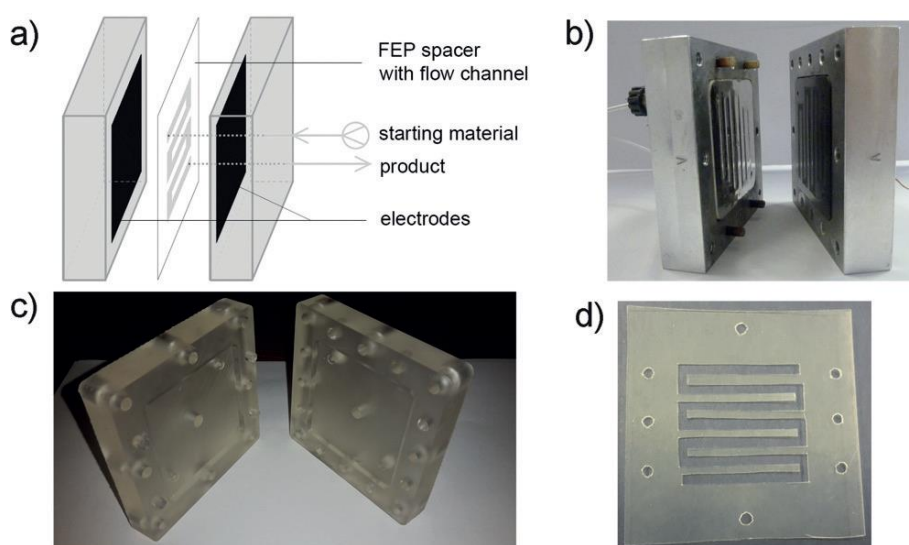 a)
FEP spacer
with flow channel
starting material
product
electrodes
b)
V
V
c)
d)